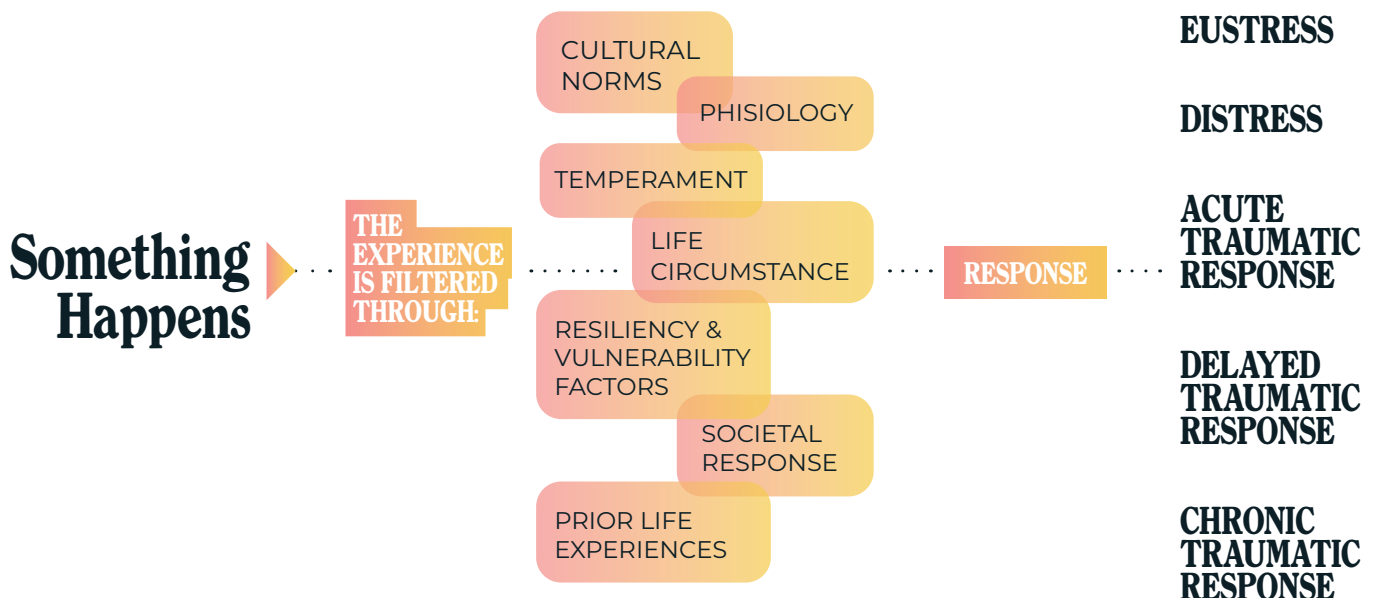 Something
Happens
THE
EXPERIENCE
IS FILTERED
THROUGH:
CULTURAL
NORMS
PHISIOLOGY
TEMPERAMENT
LIFE
CIRCUMSTANCE
RESILIENCY &
VULNERABILITY
FACTORS
SOCIETAL
RESPONSE
PRIOR LIFE
EXPERIENCES
RESPONSE
EUSTRESS
DISTRESS
ACUTE
TRAUMATIC
RESPONSE
DELAYED
TRAUMATIC
RESPONSE
CHRONIC
TRAUMATIC
RESPONSE